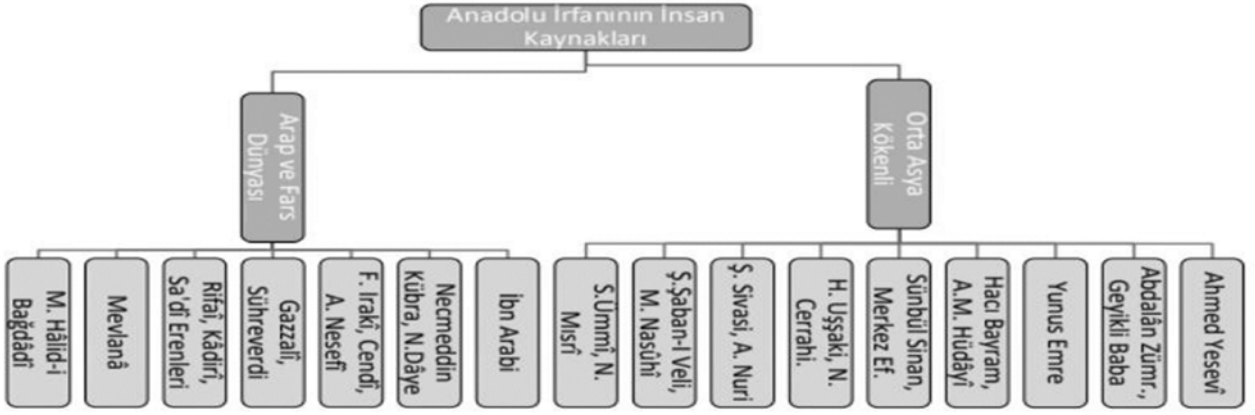 Anadolu İrfanının İnsan
Kaynakları
Arap ve Fars
Dünyası
Orta Asya
Kökenli
M. Hâlid-i
Bağdâdî
Mevlanâ
Rifaî, Kâdirî,
Sa'dî Erenleri
Gazzalî,
Sühreverdi
F. Irakî, Cendî,
A. Nesefî
Necmeddin
Kübra, N.Dâye
İbn Arabi
S.Ümmî, N.
Mısrî
Ş.Şaban-I Veli,
M. Nasûhî
Ş. Sivasi, A. Nuri
H. Uşşaki, N.
Cerrahi.
Sünbül Sinan,
Merkez Ef.
Hacı Bayram,
A.M. Hüdâyî
Yunus Emre
Abdalân Zümr.,
Geyikli Baba
Ahmed Yesevî